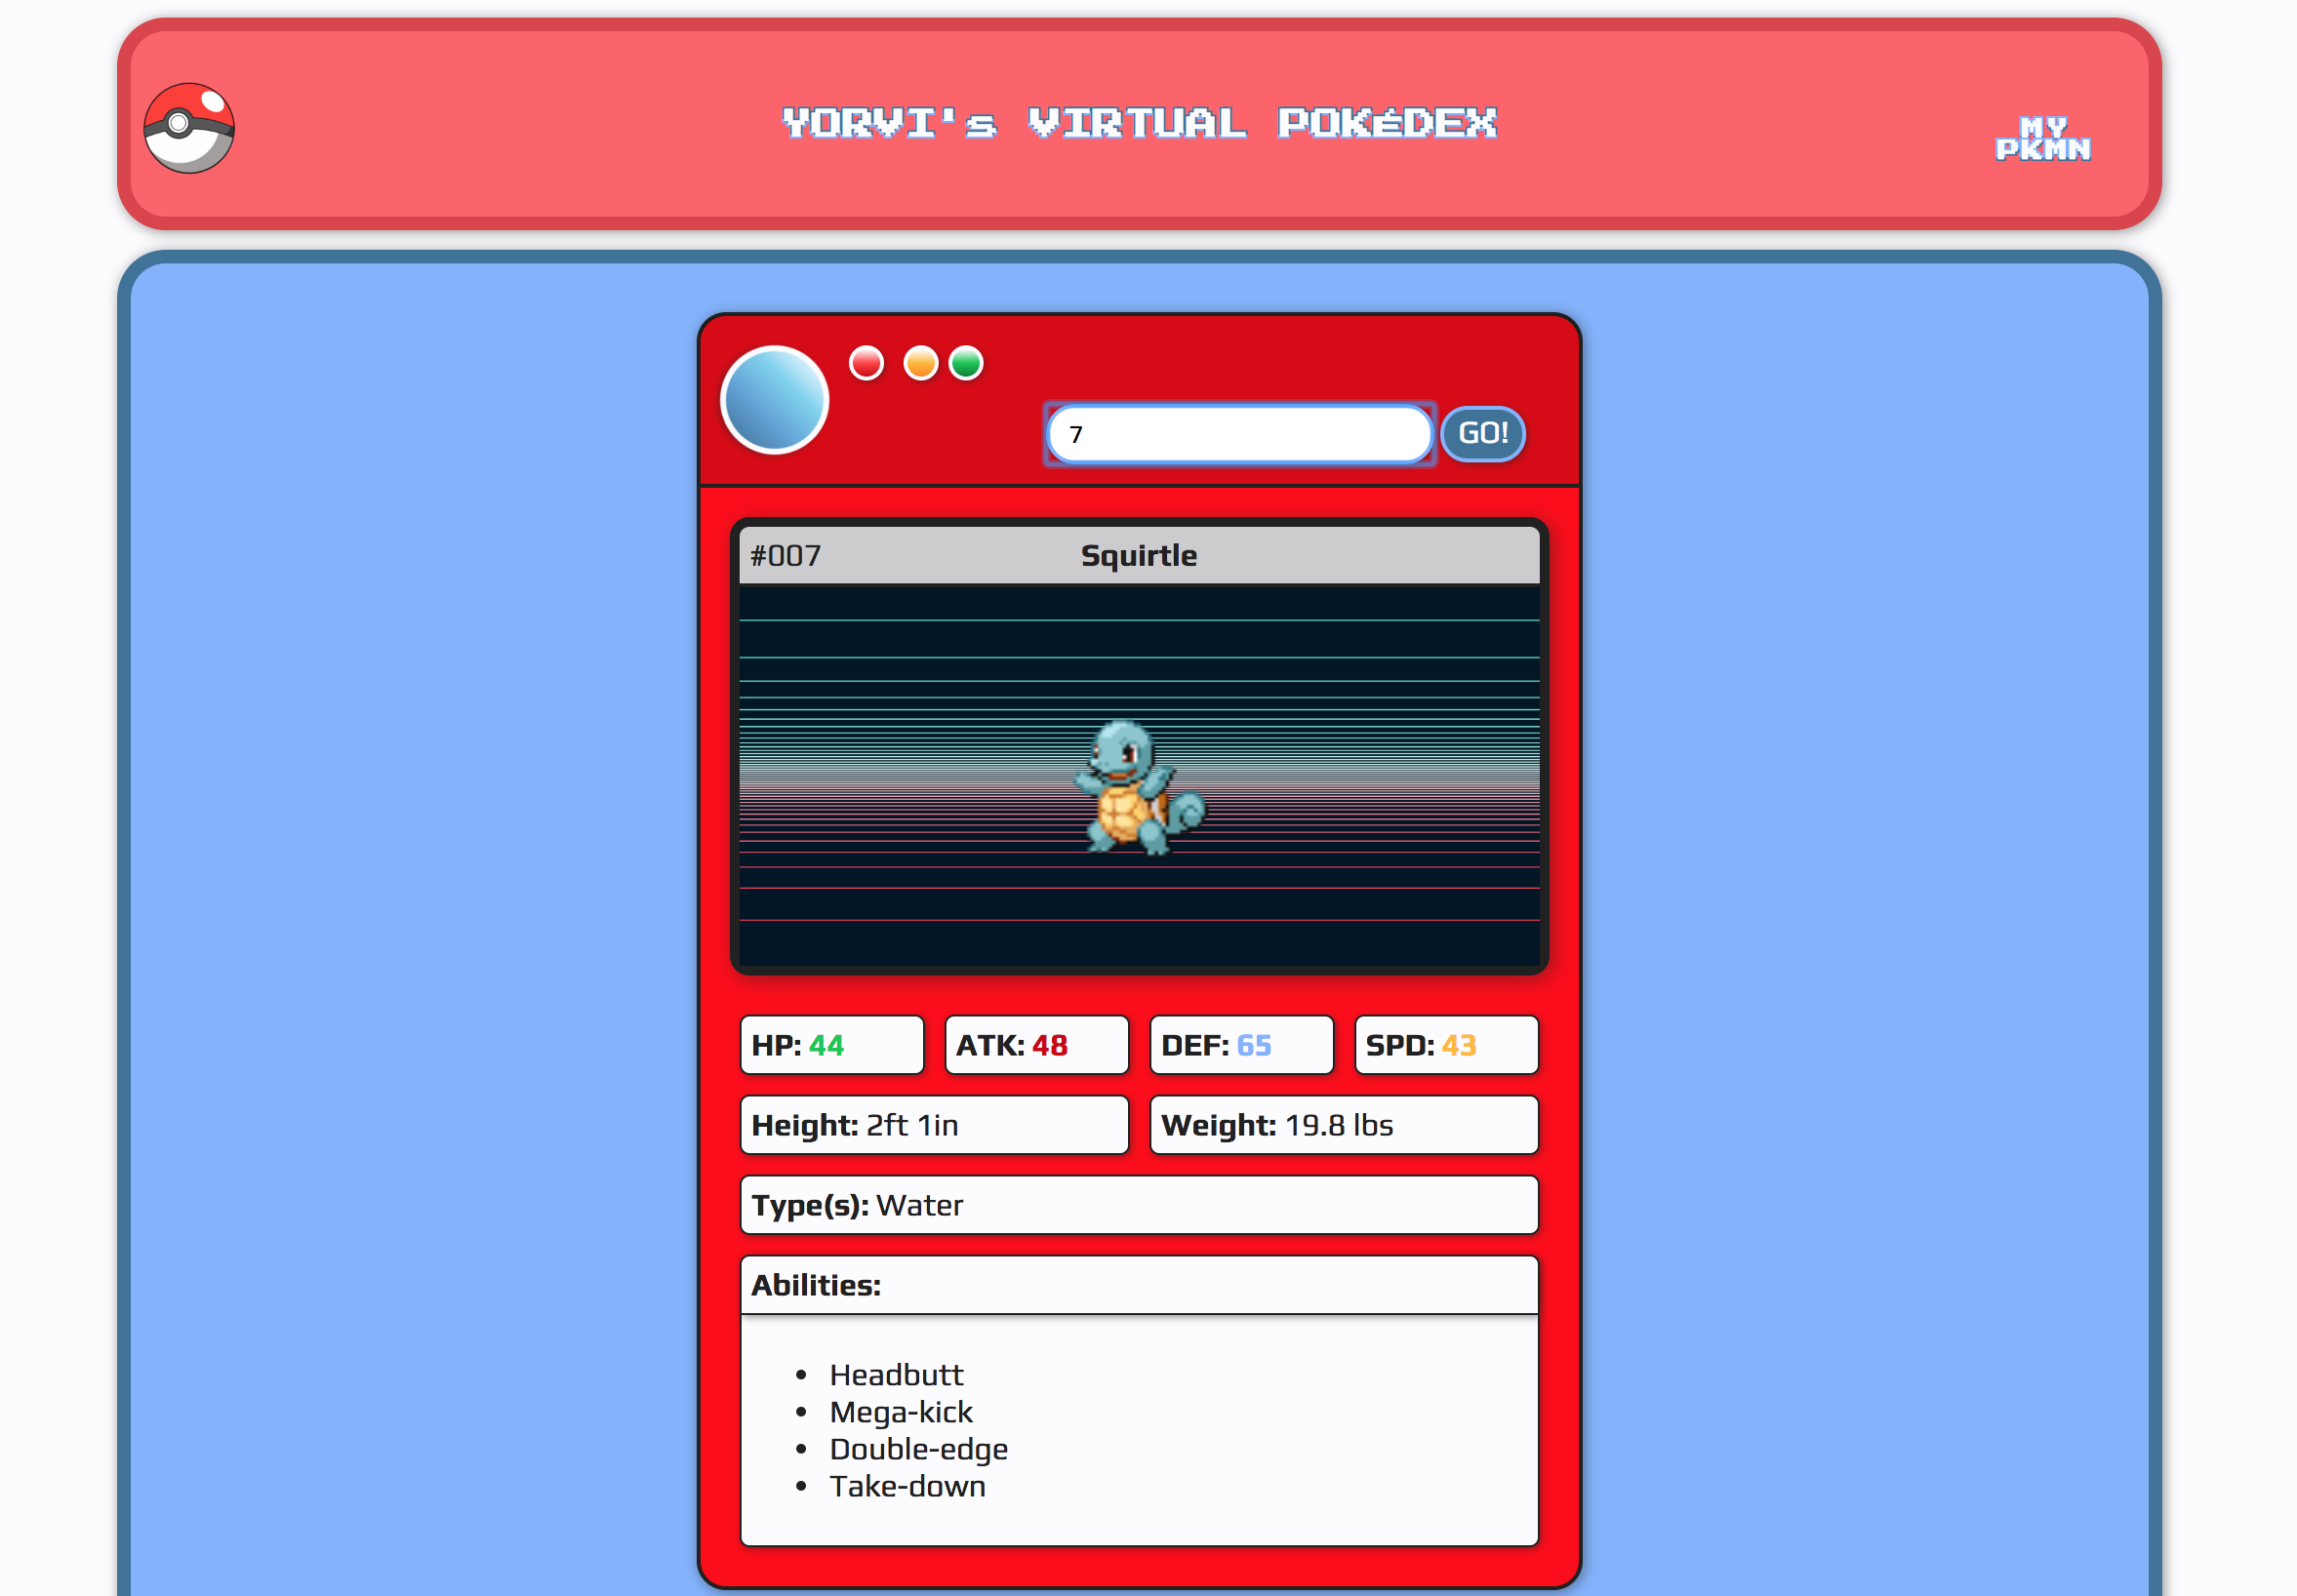 YORVI's VIRTUAL POKéDEX
MY
PKMN
7
GO!
#007
Squirtle
HP: 44
ATK: 48
DEF: 65
SPD: 43
Height: 2ft 1in
Weight: 19.8 lbs
Type(s): Water
Abilities:
• Headbutt
• Mega-kick
• Double-edge
• Take-down